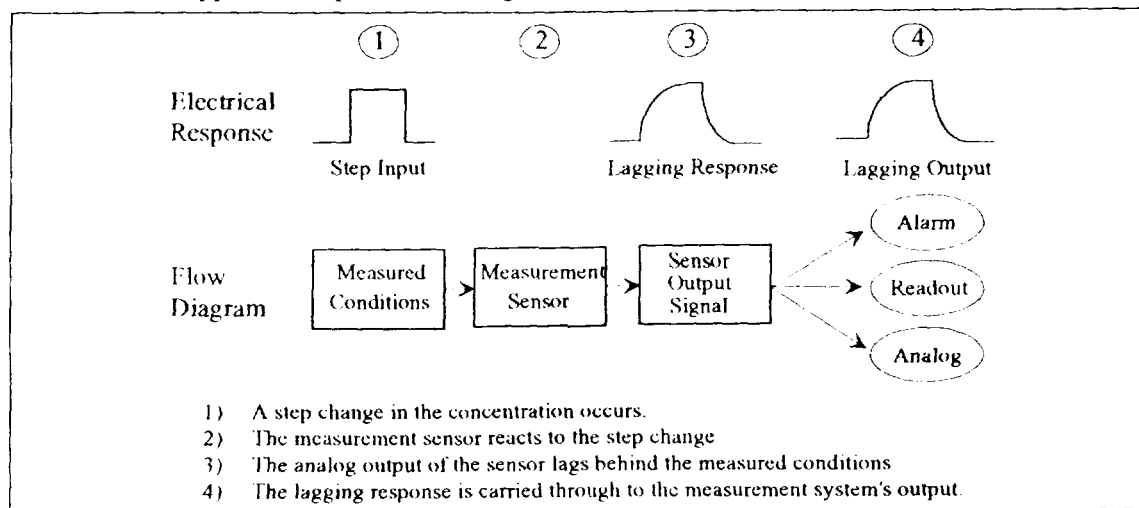 1 2 3 4
Electrical
Response
Step Input Lagging Response Lagging Output
Flow
Diagram
Measured
Conditions
Measurement
Sensor
Sensor
Output
Signal
Alarm
Readout
Analog
1) A step change in the concentration occurs.
2) The measurement sensor reacts to the step change
3) The analog output of the sensor lags behind the measured conditions
4) The lagging response is carried through to the measurement system's output.